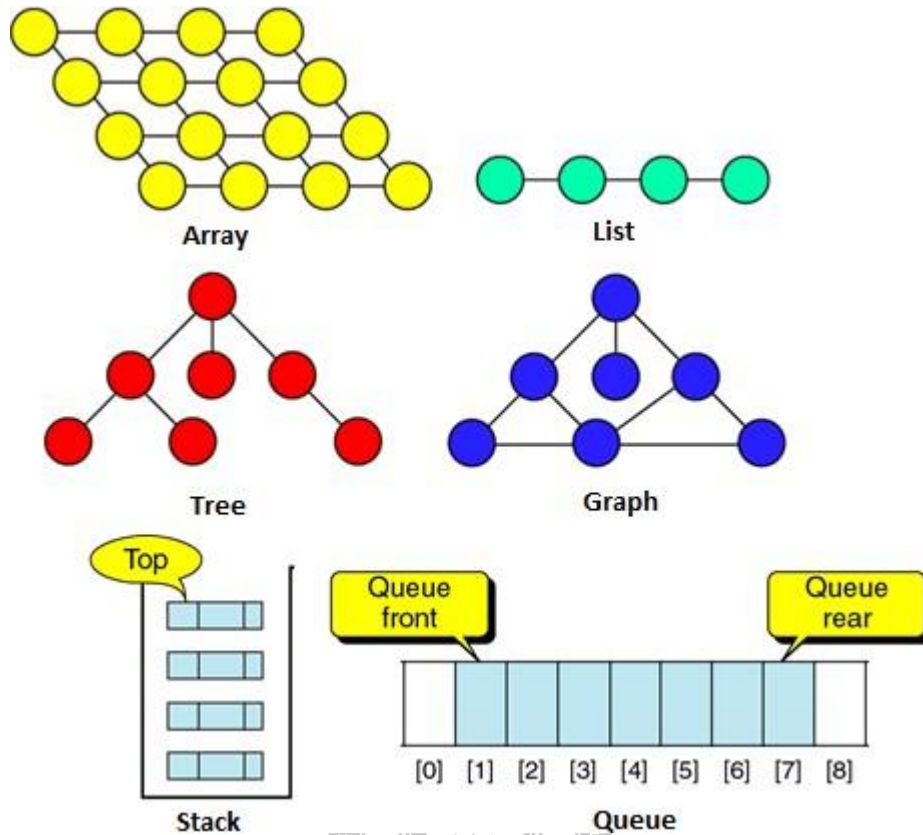 Array
List
Tree
Graph
Top
Queue
front
Queue
rear
[0] [1] [2] [3] [4] [5] [6] [7] [8]
Stack
Queue